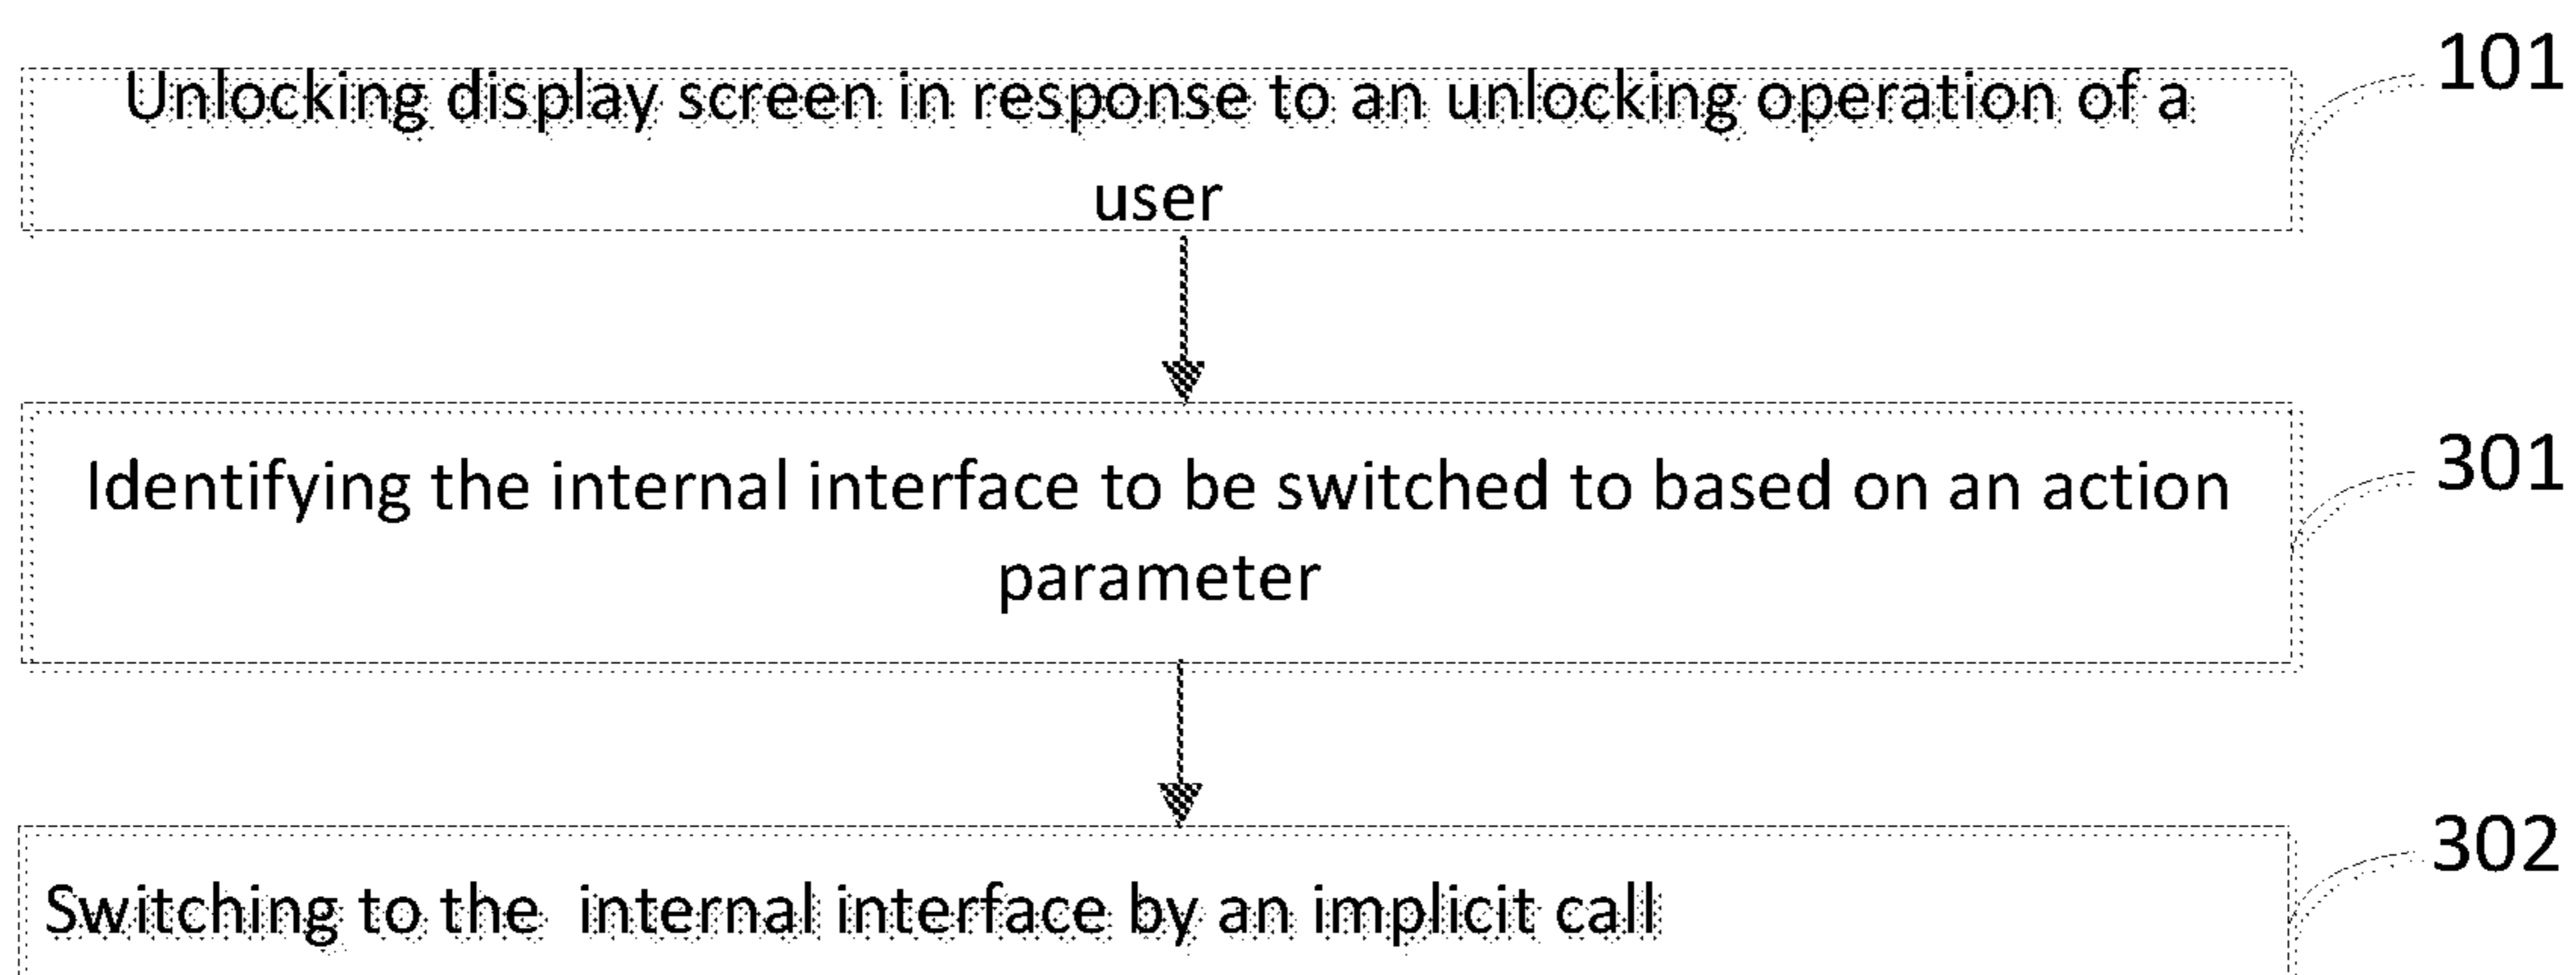 101
Unlocking display screen in response to an unlocking operation of a
user
301
Identifying the internal interface to be switched to based on an action
parameter
302
Switching to the internal interface by an implicit call